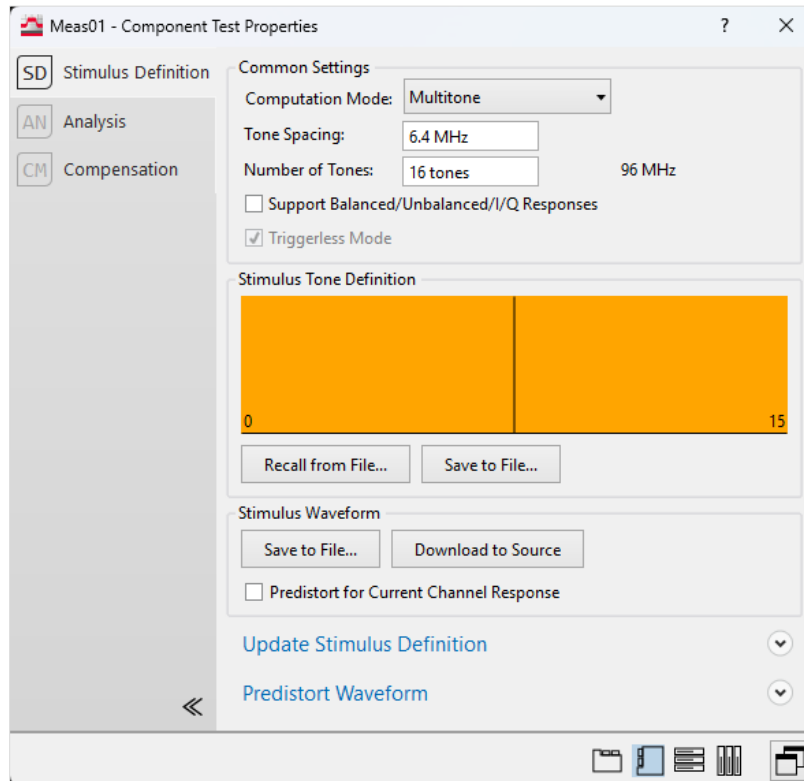 Meas01 - Component Test Properties ? ✕
SD Stimulus Definition
AN Analysis
CM Compensation
Common Settings
Computation Mode: Multitone
Tone Spacing: 6.4 MHz
Number of Tones: 16 tones 96 MHz
Support Balanced/Unbalanced/I/Q Responses
Triggerless Mode
Stimulus Tone Definition
0 15
Recall from File... Save to File...
Stimulus Waveform
Save to File... Download to Source
Predistort for Current Channel Response
Update Stimulus Definition
Predistort Waveform